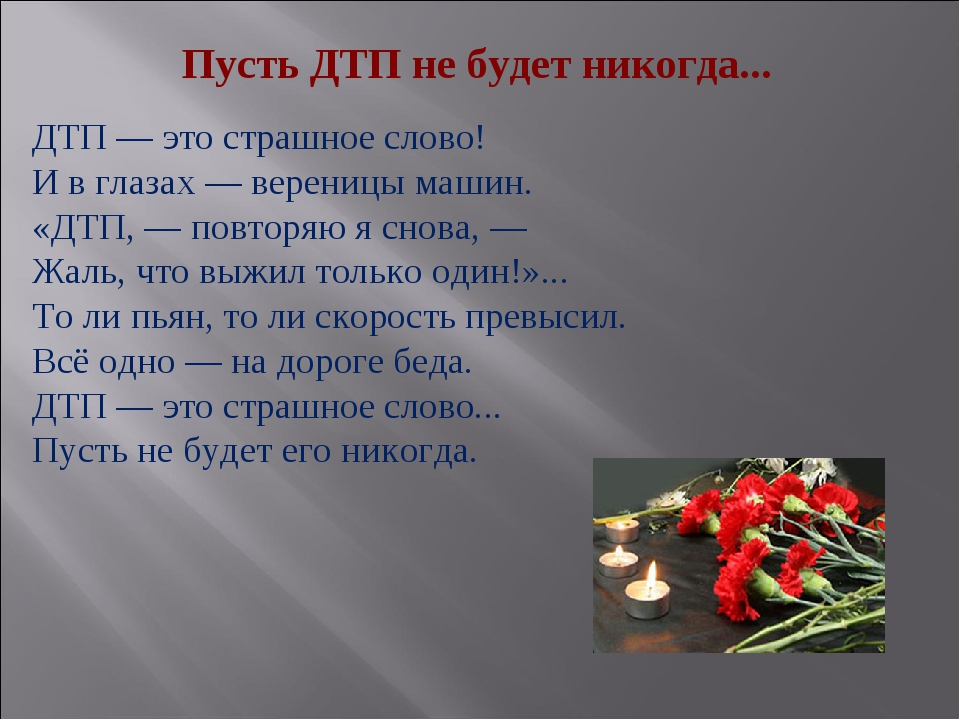 Пусть ДТП не будет никогда...
ДТП — это страшное слово!
И в глазах — вереницы машин.
«ДТП, — повторяю я снова, —
Жаль, что выжил только один!»...
То ли пьян, то ли скорость превысил.
Всё одно — на дороге беда.
ДТП — это страшное слово...
Пусть не будет его никогда.